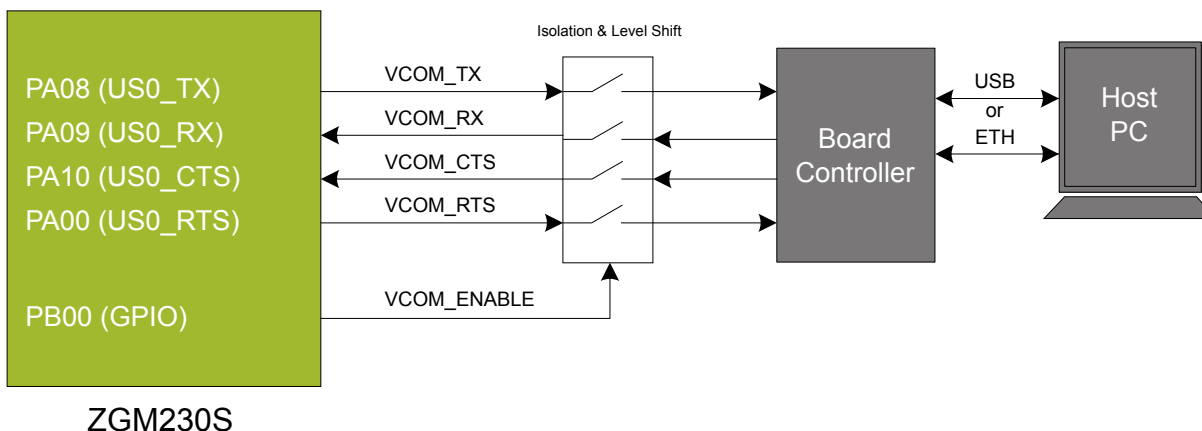 Isolation & Level Shift
PA08 (US0_TX)
VCOM_TX
PA09 (US0_RX)
VCOM_RX
PA10 (US0_CTS)
VCOM_CTS
PA00 (US0_RTS)
VCOM_RTS
PB00 (GPIO)
VCOM_ENABLE
Board
Controller
USB
or
ETH
Host
PC
ZGM230S